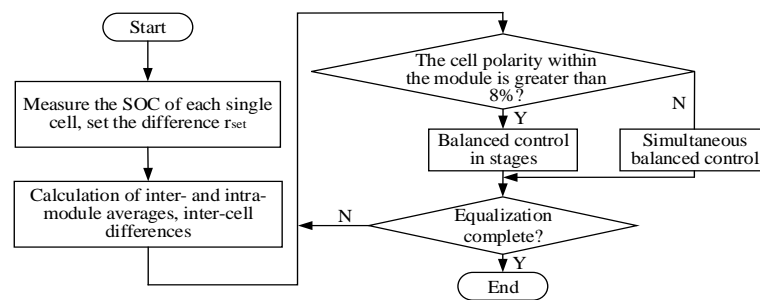 Start
Measure the SOC of each single
cell, set the difference rset
Calculation of inter- and intra-
module averages, inter-cell
differences
The cell polarity within
the module is greater than
8%?
Y
N
Balanced control
in stages
Simultaneous
balanced control
N
Equalization
complete?
Y
End